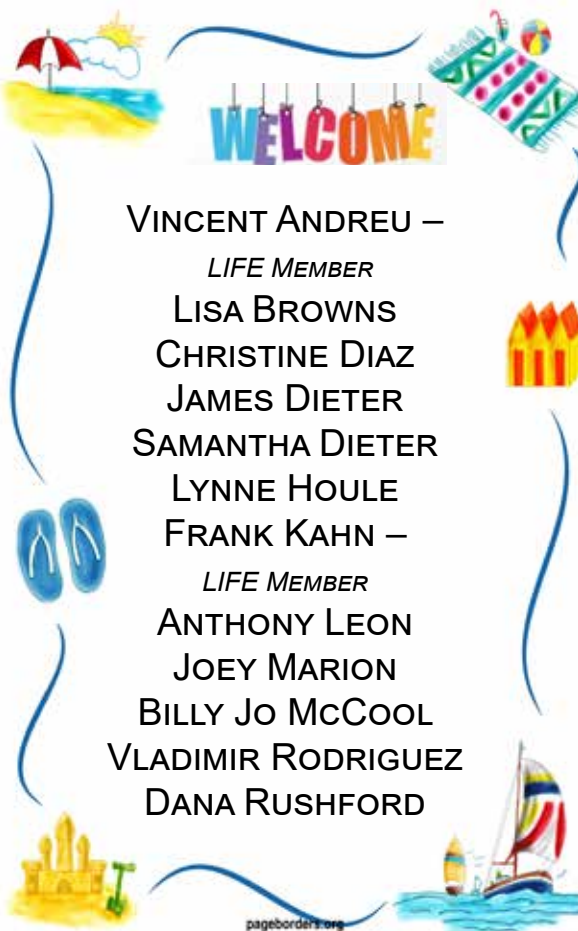 WELCOME
VINCENT ANDREU –
LIFE MEMBER
LISA BROWNS
CHRISTINE DIAZ
JAMES DIETER
SAMANTHA DIETER
LYNNE HOULE
FRANK KAHN –
LIFE MEMBER
ANTHONY LEON
JOEY MARION
BILLY JO MCCOOL
VLADIMIR RODRIGUEZ
DANA RUSHFORD
pageborders.org